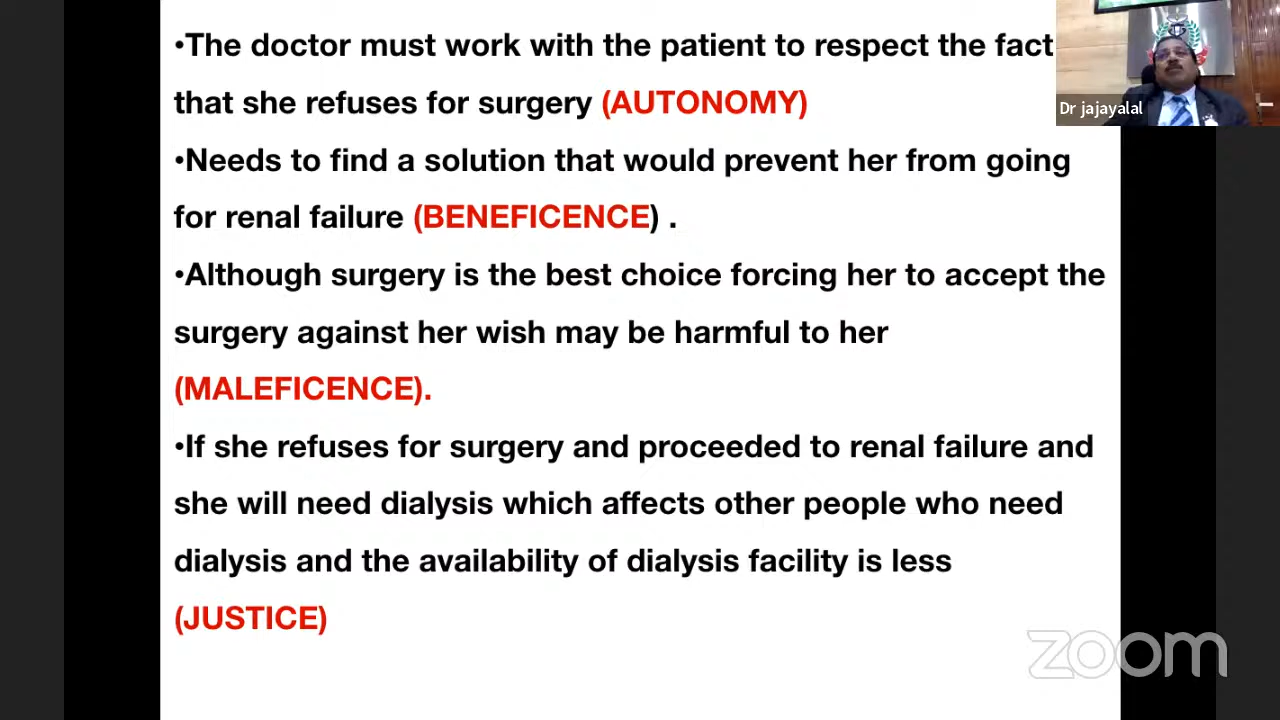 •The doctor must work with the patient to respect the fact
that she refuses for surgery (AUTONOMY)
•Needs to find a solution that would prevent her from going
for renal failure (BENEFICENCE) .
•Although surgery is the best choice forcing her to accept the
surgery against her wish may be harmful to her
(MALEFICENCE).
•If she refuses for surgery and proceeded to renal failure and
she will need dialysis which affects other people who need
dialysis and the availability of dialysis facility is less
(JUSTICE)
Dr jajayalal
zoom